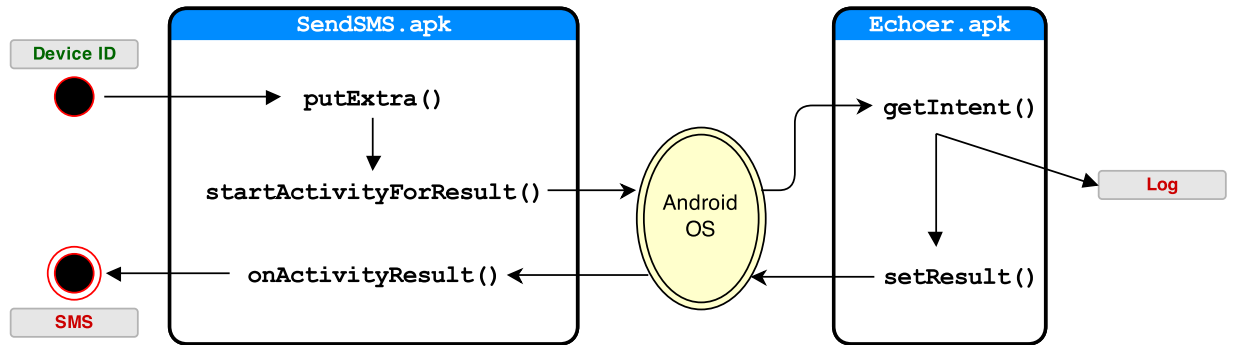 SendSMS.apk
Echoer.apk
Device ID
putExtra()
getIntent()
startActivityForResult()
Android
OS
Log
onActivityResult()
setResult()
SMS